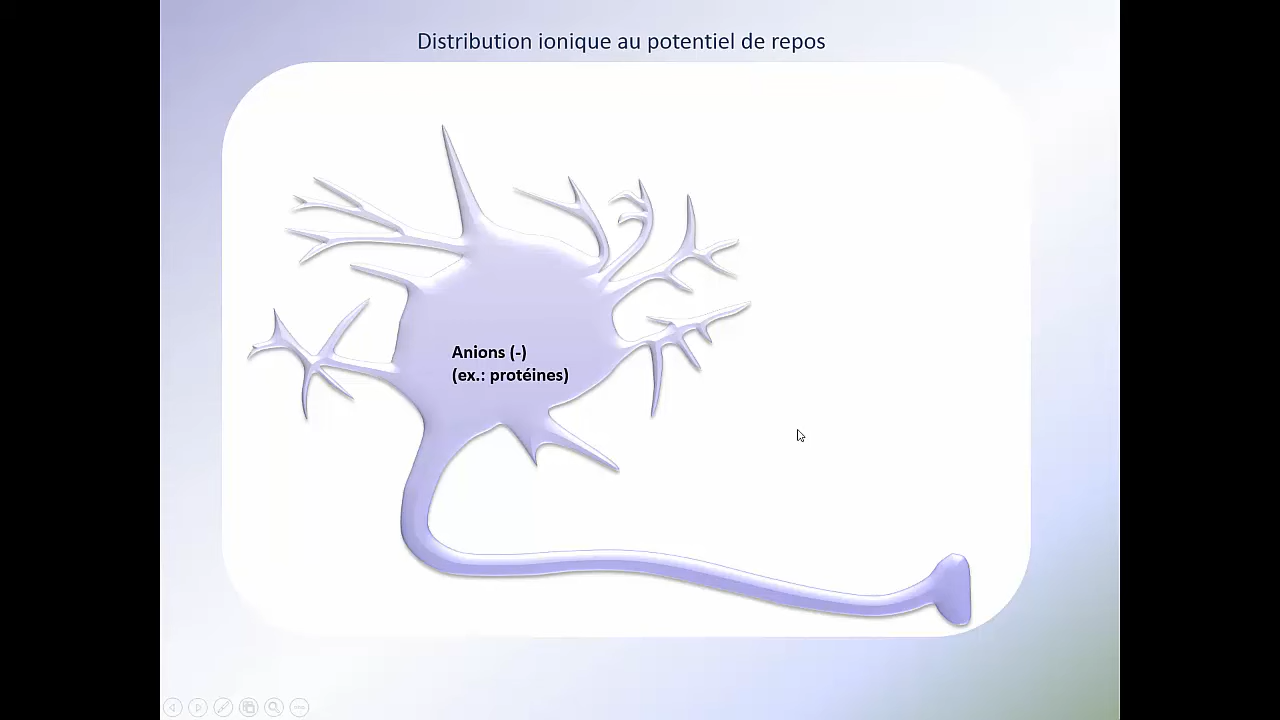 Distribution ionique au potentiel de repos
Anions (-)
(ex.: protéines)